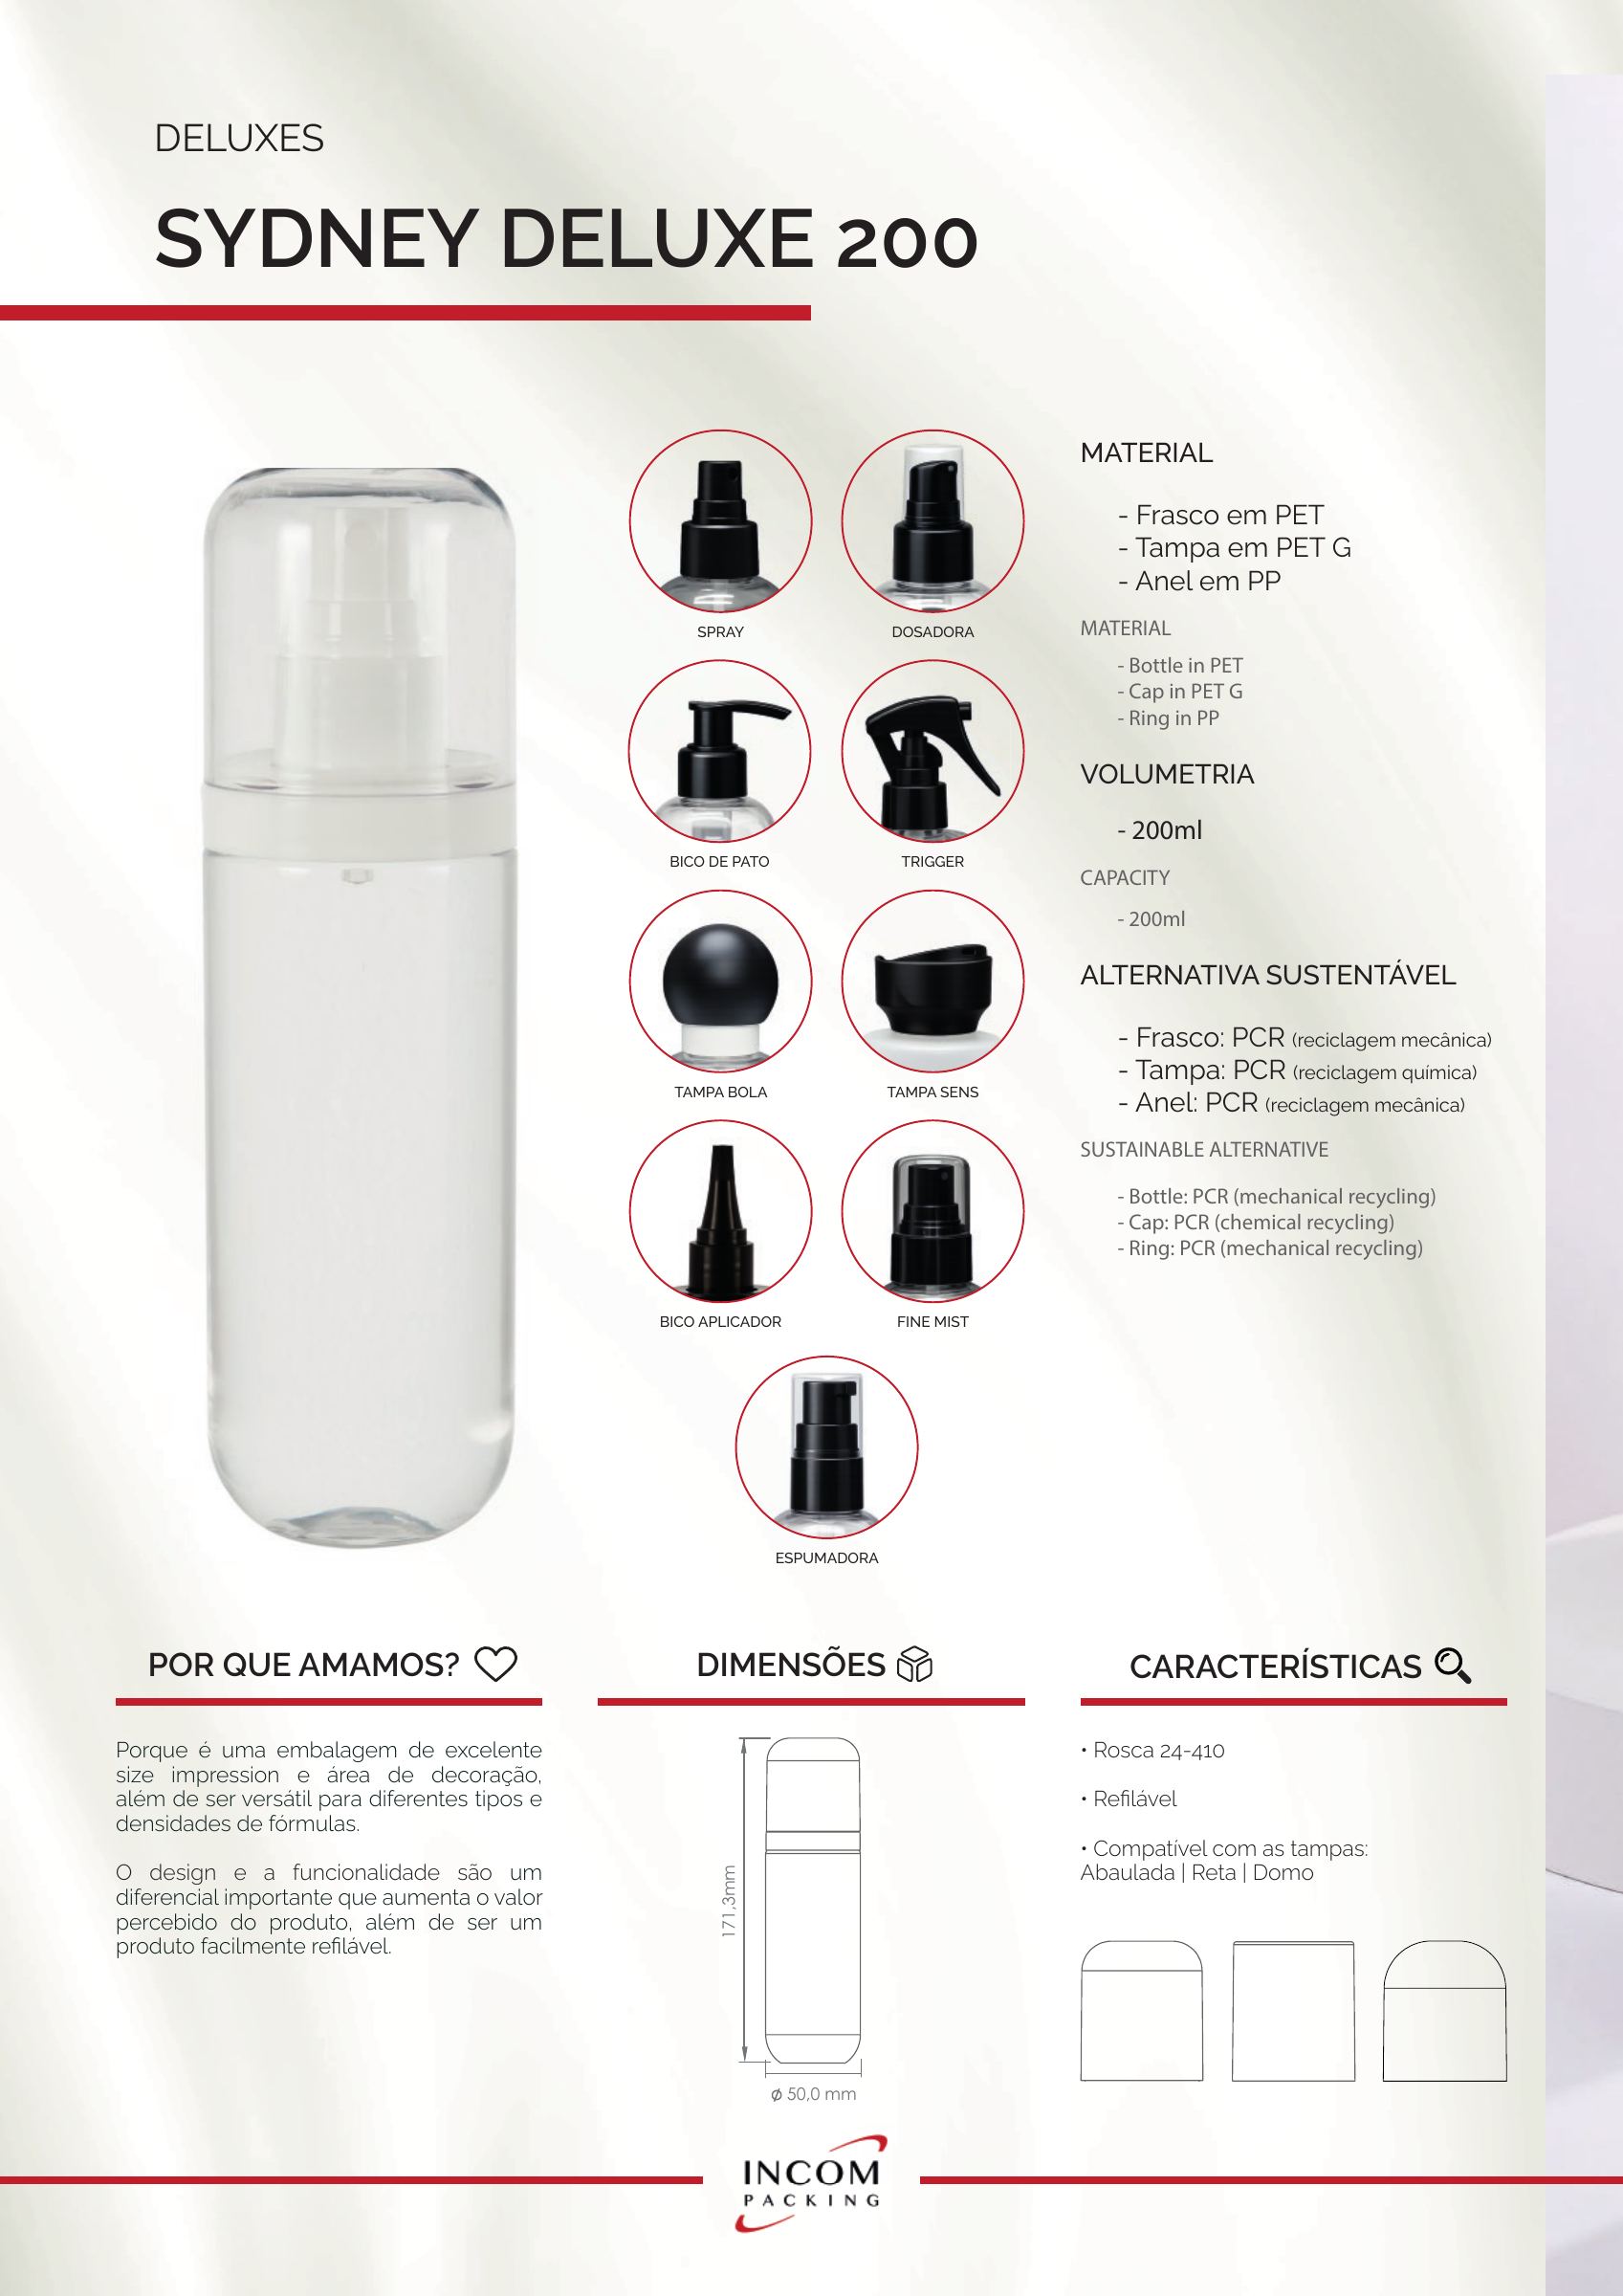 DELUXES
SYDNEY DELUXE 200
SPRAY
DOSADORA
BICO DE PATO
TRIGGER
TAMPA BOLA
TAMPA SENS
BICO APLICADOR
FINE MIST
ESPUMADORA
MATERIAL
- Frasco em PET
- Tampa em PET G
- Anel em PP
MATERIAL
- Bottle in PET
- Cap in PET G
- Ring in PP
VOLUMETRIA
- 200ml
CAPACITY
- 200ml
ALTERNATIVA SUSTENTÁVEL
- Frasco: PCR (reciclagem mecânica)
- Tampa: PCR (reciclagem química)
- Anel: PCR (reciclagem mecânica)
SUSTAINABLE ALTERNATIVE
- Bottle: PCR (mechanical recycling)
- Cap: PCR (chemical recycling)
- Ring: PCR (mechanical recycling)
POR QUE AMAMOS?
Porque é uma embalagem de excelente
size impression e área de decoração,
além de ser versátil para diferentes tipos e
densidades de fórmulas.
O design e a funcionalidade são um
diferencial importante que aumenta o valor
percebido do produto, além de ser um
produto facilmente refilável.
DIMENSÕES
171,3mm
ø 50,0 mm
CARACTERÍSTICAS
• Rosca 24-410
• Refilável
• Compatível com as tampas:
Abaulada | Reta | Domo
INCOM
PACKING